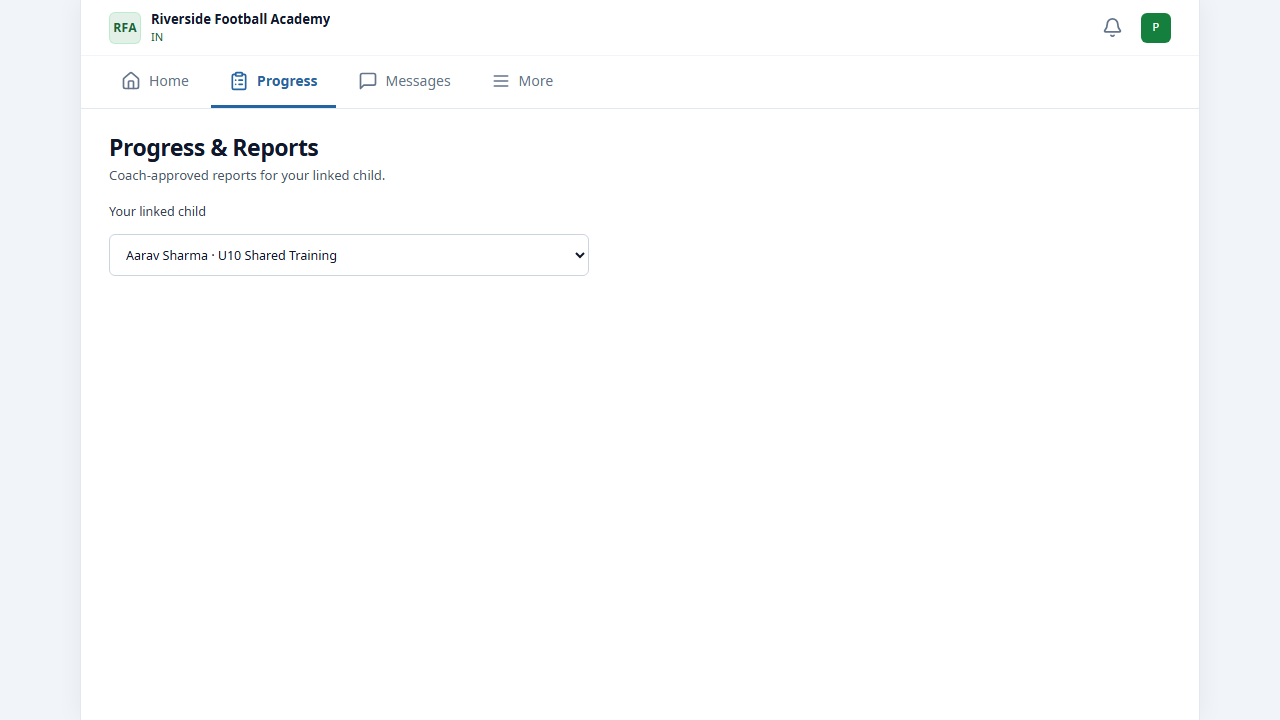 RFA
Riverside Football Academy
IN
P
Home
Progress
Messages
More
Progress & Reports
Coach-approved reports for your linked child.
Your linked child
Aarav Sharma · U10 Shared Training